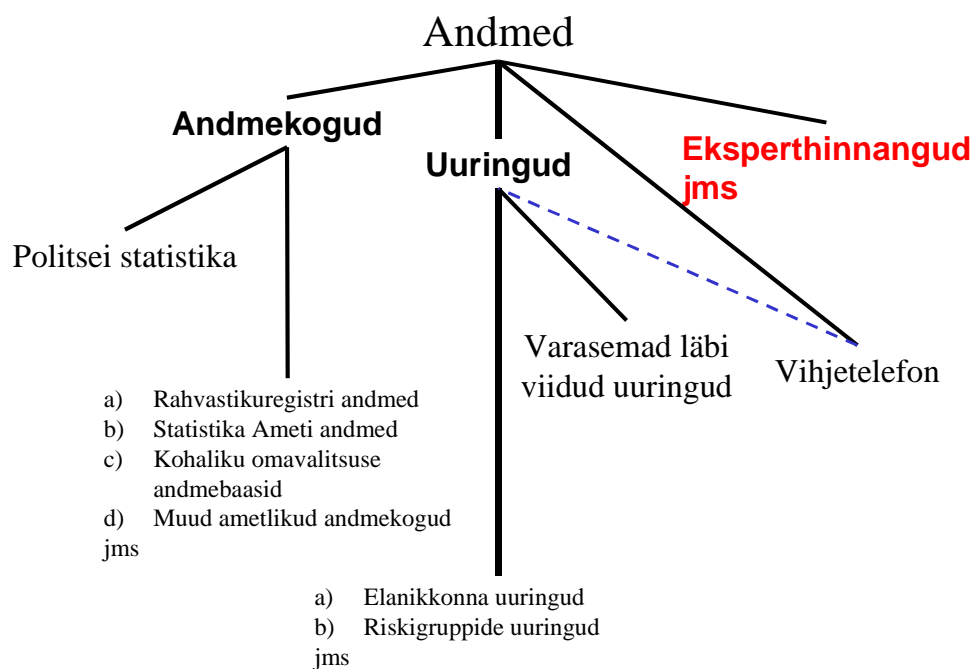 Andmed
Andmekogud
Uuringud
Eksperthinnangud
jms
Politsei statistika
Varasemad läbi
viidud uuringud
Vihjetelefon
a) Rahvastikuregistri andmed
b) Statistika Ameti andmed
c) Kohaliku omavalitsuse
andmebaasid
d) Muud ametlikud andmekogud
jms
a) Elanikkonna uuringud
b) Riskigruppide uuringud
jms